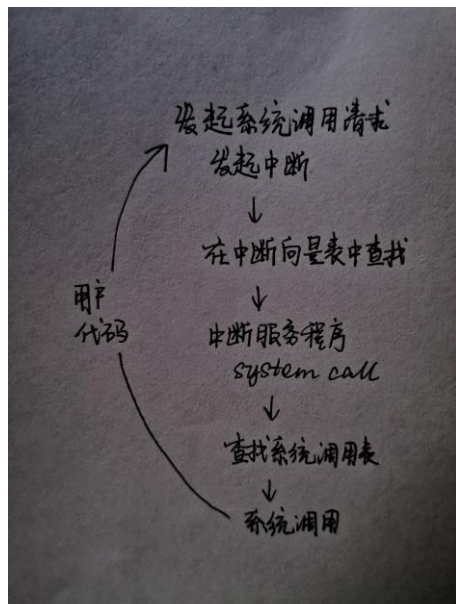 发起系统调用请求
发起中断
在中断向量表中查找
用户
代码
中断服务程序
system call
查找系统调用表
系统调用